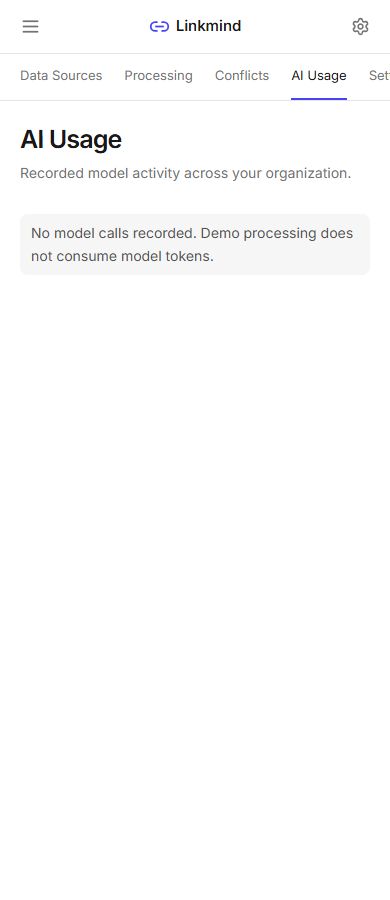 Linkmind
Data Sources Processing Conflicts AI Usage Set
AI Usage
Recorded model activity across your organization.
No model calls recorded. Demo processing does
not consume model tokens.